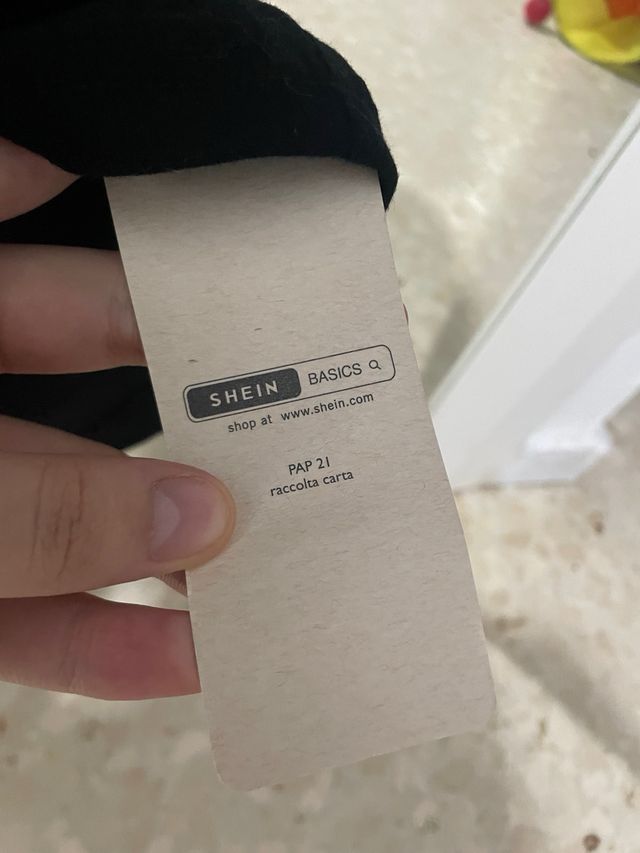 SHEIN BASICS
shop at www.shein.com
PAP 21
raccolta carta